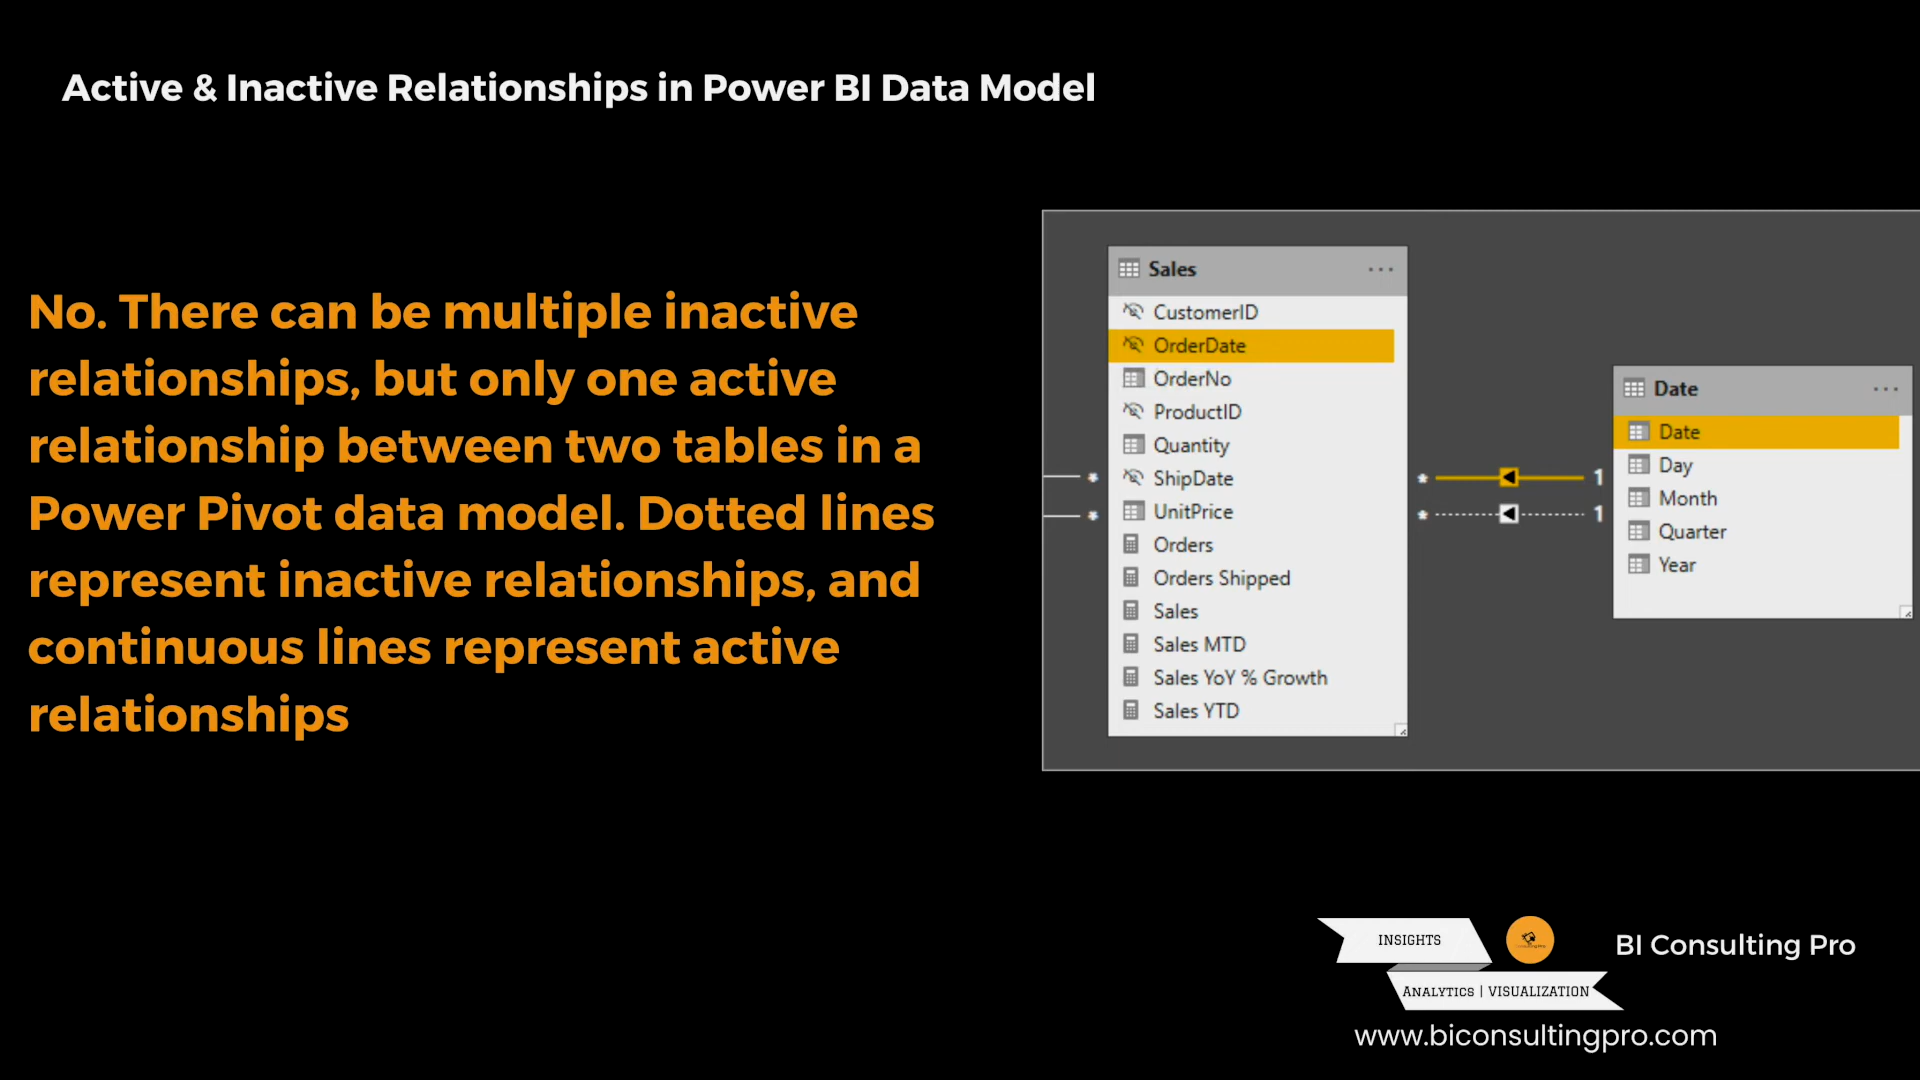 Active & Inactive Relationships in Power BI Data Model
No. There can be multiple inactive
relationships, but only one active
relationship between two tables in a
Power Pivot data model. Dotted lines
represent inactive relationships, and
continuous lines represent active
relationships
Sales
CustomerID
OrderDate
OrderNo
ProductID
Quantity
ShipDate
UnitPrice
Orders
Orders Shipped
Sales
Sales MTD
Sales YoY % Growth
Sales YTD
* 1
* 1
* 
*
Date
Date
Day
Month
Quarter
Year
INSIGHTS
ANALYTICS | VISUALIZATION
BI Consulting Pro
www.biconsultingpro.com